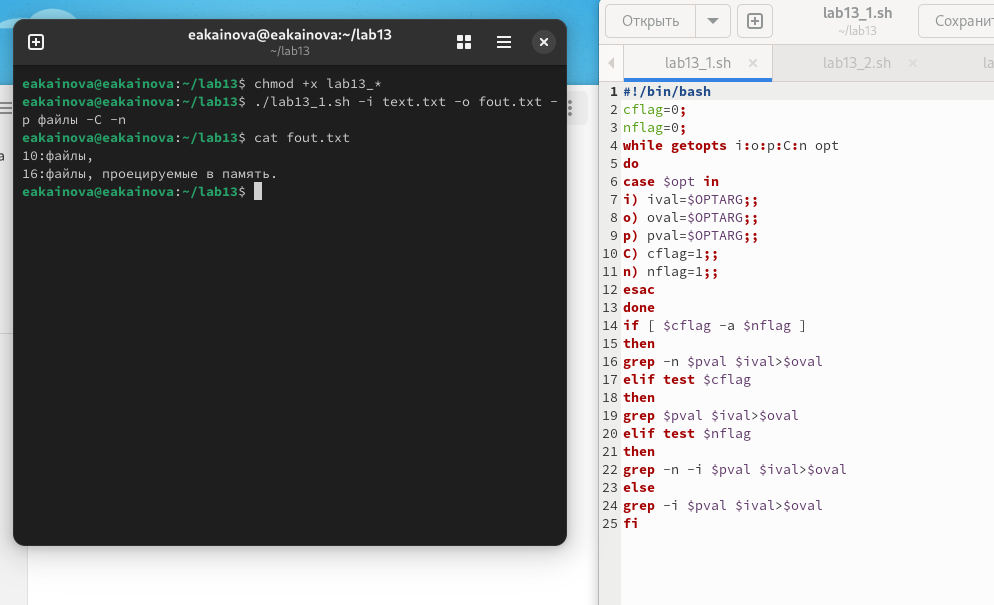 eakainova@eakainova:~/lab13
~/lab13
eakainova@eakainova:~/lab13$ chmod +x lab13_*
eakainova@eakainova:~/lab13$ ./lab13_1.sh -i text.txt -o fout.txt -
p файлы -C -n
eakainova@eakainova:~/lab13$ cat fout.txt
10:файлы,
16:файлы, проецируемые в память.
eakainova@eakainova:~/lab13$
Открыть
lab13_1.sh
~/lab13
Сохранит
lab13_1.sh
lab13_2.sh
la
1 #!/bin/bash
2 cflag=0;
3 nflag=0;
4 while getopts i:o:p:C:n opt
5 do
6 case $opt in
7 i) ival=$OPTARG;;
8 o) oval=$OPTARG;;
9 p) pval=$OPTARG;;
10 C) cflag=1;;
11 n) nflag=1;;
12 esac
13 done
14 if [ $cflag -a $nflag ]
15 then
16 grep -n $pval $ival>$oval
17 elif test $cflag
18 then
19 grep $pval $ival>$oval
20 elif test $nflag
21 then
22 grep -n -i $pval $ival>$oval
23 else
24 grep -i $pval $ival>$oval
25 fi